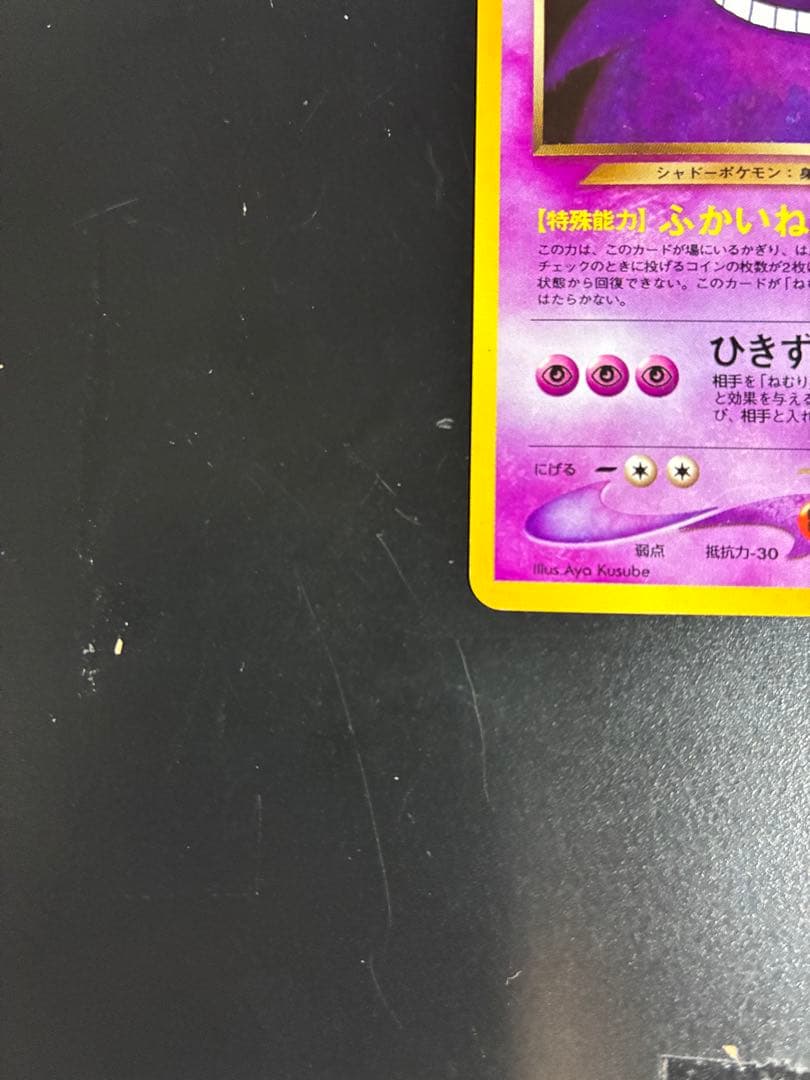 シャドーポケモン：身
【特殊能力】ふかいね
この力は、このカードが場にいるかぎり、は
チェックのときに投げるコインの枚数が2枚に
状態から回復できない。このカードが「ねむ
はたらかない。
ひきず
相手を「ねむり
と効果を与える
び、相手と入れ
にげる
弱点 抵抗力-30
Illus. Aya Kusube